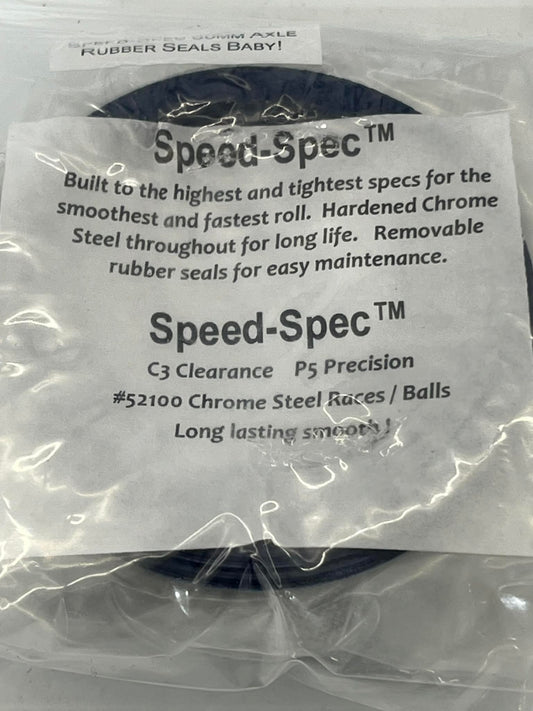 AXLE
RUBBER SEALS BABY!
Speed-Spec™
Built to the highest and tightest specs for the
smoothest and fastest roll. Hardened Chrome
Steel throughout for long life. Removable
rubber seals for easy maintenance.
Speed-Spec™
C3 Clearance P5 Precision
#52100 Chrome Steel Races / Balls
Long lasting smooth!